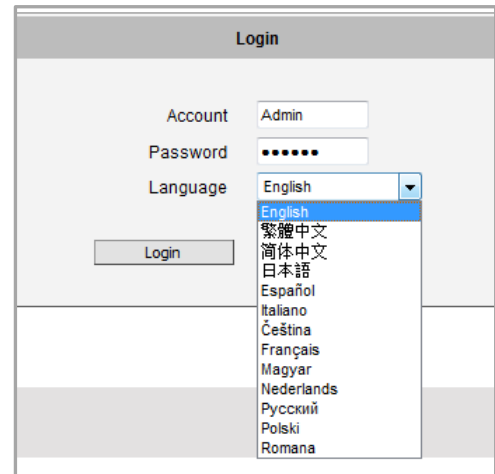 Login
Account Admin
Password ••••••
Language English
English
繁體中文
简体中文
日本語
Español
Italiano
Čeština
Français
Magyar
Nederlands
Русский
Polski
Romana
Login